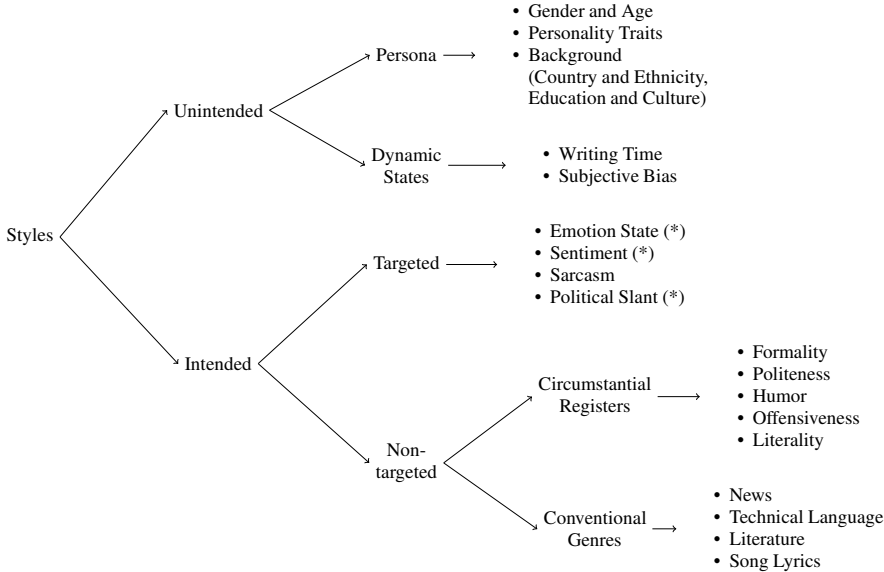 • Gender and Age
• Personality Traits
• Background
(Country and Ethnicity,
Education and Culture)
Persona
Unintended
Dynamic
States
• Writing Time
• Subjective Bias
Styles
Targeted
• Emotion State (*)
• Sentiment (*)
• Sarcasm
• Political Slant (*)
Intended
Circumstantial
Registers
• Formality
• Politeness
• Humor
• Offensiveness
• Literality
Non-
targeted
Conventional
Genres
• News
• Technical Language
• Literature
• Song Lyrics